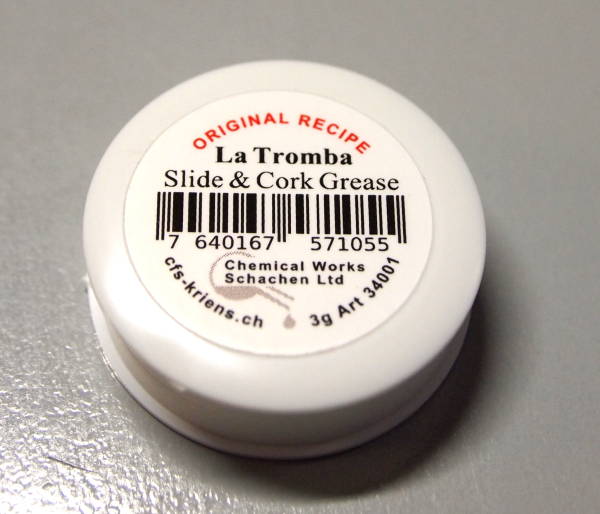 ORIGINAL RECIPE
La Tromba
Slide & Cork Grease
7 640167 571055
Chemical Works
Schachen Ltd
cfs-kriens.ch
3g Art 34001